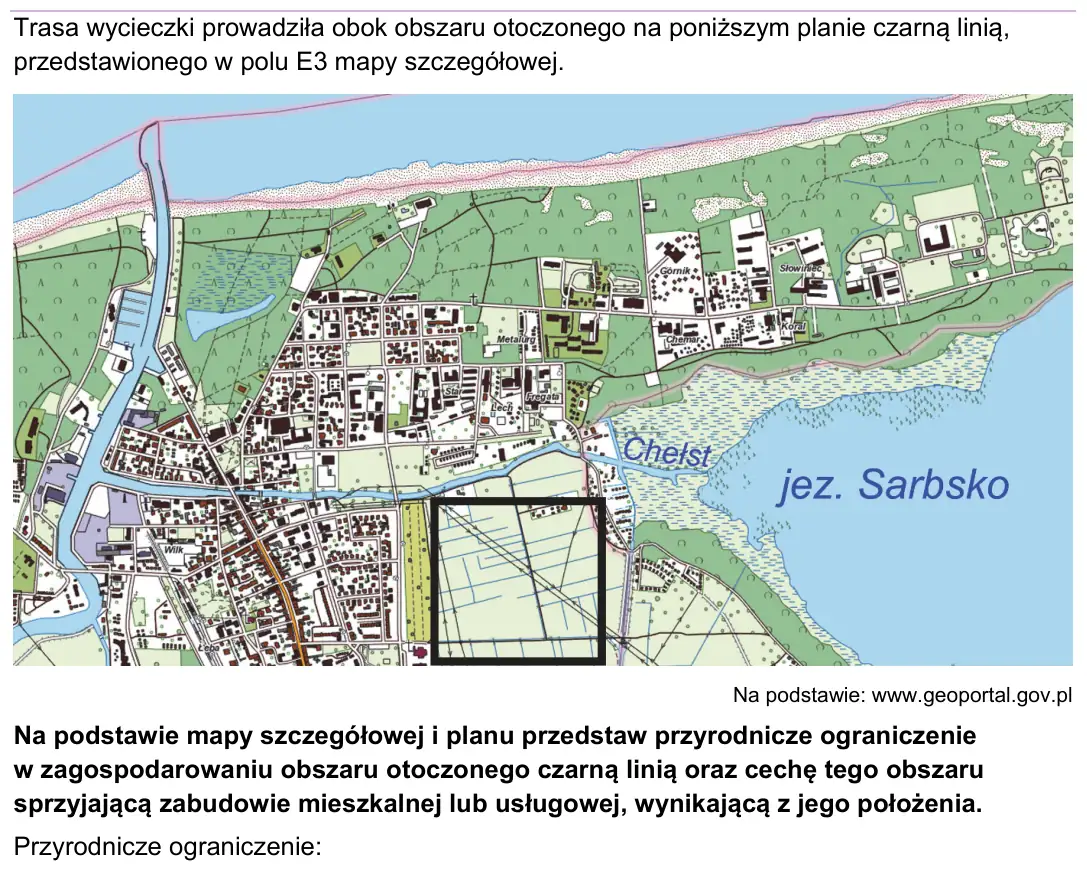 Trasa wycieczki prowadziła obok obszaru otoczonego na poniższym planie czarną linią,
przedstawionego w polu E3 mapy szczegółowej.
Górnik
Słowiniec
Metalurg
Chemar
Koral
Star
Lech
Fregata
Chełst
jez. Sarbsko
Wilk
Łeba
Na podstawie: www.geoportal.gov.pl
Na podstawie mapy szczegółowej i planu przedstaw przyrodnicze ograniczenie
w zagospodarowaniu obszaru otoczonego czarną linią oraz cechę tego obszaru
sprzyjającą zabudowie mieszkalnej lub usługowej, wynikającą z jego położenia.
Przyrodnicze ograniczenie: